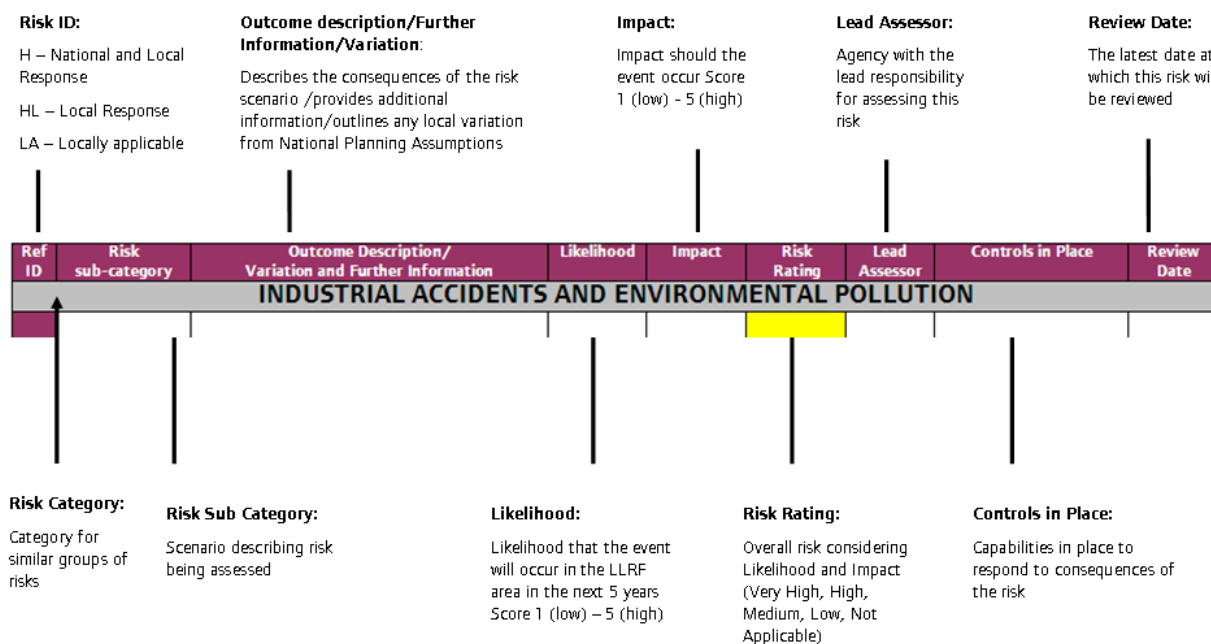 Risk ID:
H – National and Local
Response
HL – Local Response
LA – Locally applicable
Outcome description/Further
Information/Variation:
Describes the consequences of the risk
scenario /provides additional
information/outlines any local variation
from National Planning Assumptions
Impact:
Impact should the
event occur Score
1 (low) - 5 (high)
Lead Assessor:
Agency with the
lead responsibility
for assessing this
risk
Review Date:
The latest date at
which this risk wi
be reviewed
Ref
ID
Risk
sub-category
Outcome Description/
Variation and Further Information
Likelihood
Impact
Risk
Rating
Lead
Assessor
Controls in Place
Review
Date
INDUSTRIAL ACCIDENTS AND ENVIRONMENTAL POLLUTION
Risk Category:
Category for
similar groups of
risks
Risk Sub Category:
Scenario describing risk
being assessed
Likelihood:
Likelihood that the event
will occur in the LLRF
area in the next 5 years
Score 1 (low) – 5 (high)
Risk Rating:
Overall risk considering
Likelihood and Impact
(Very High, High,
Medium, Low, Not
Applicable)
Controls in Place:
Capabilities in place to
respond to consequences of
the risk